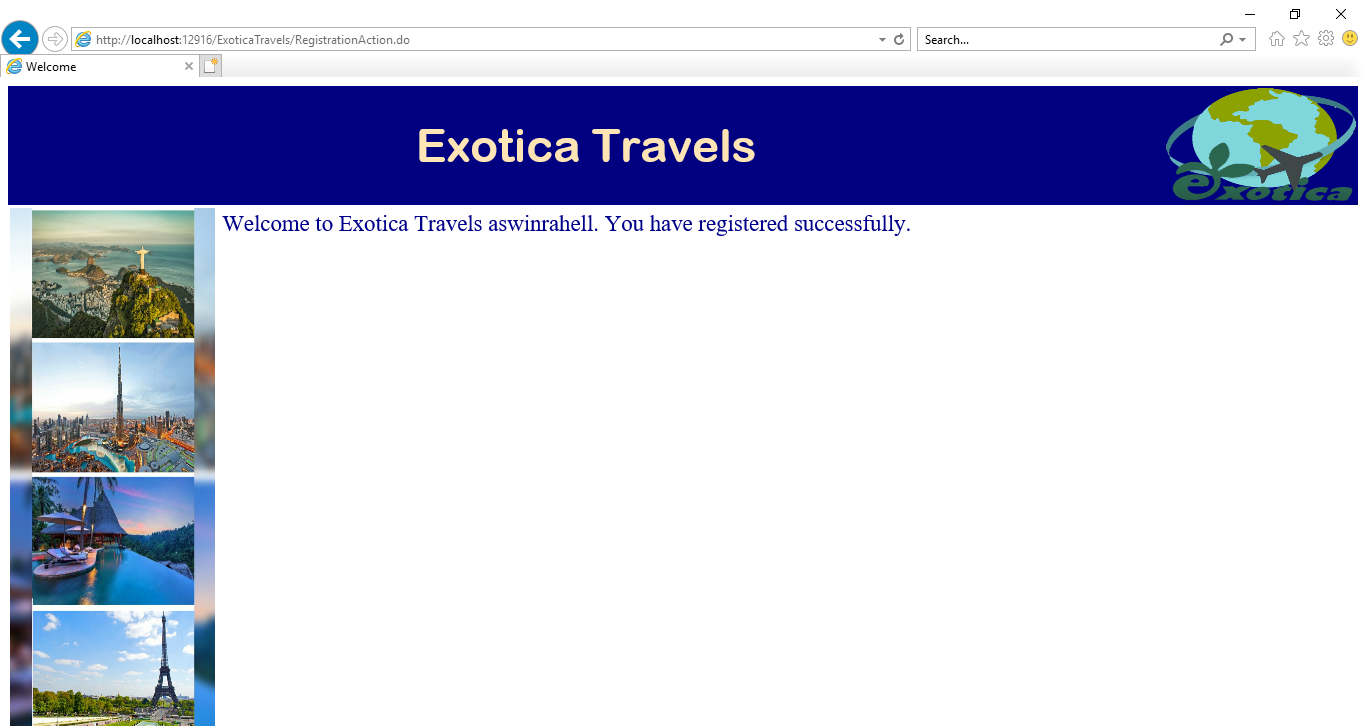 http://localhost:12916/ExoticaTravels/RegistrationAction.do
Search...
Welcome
Exotica Travels
exotica
Welcome to Exotica Travels aswinrahell. You have registered successfully.